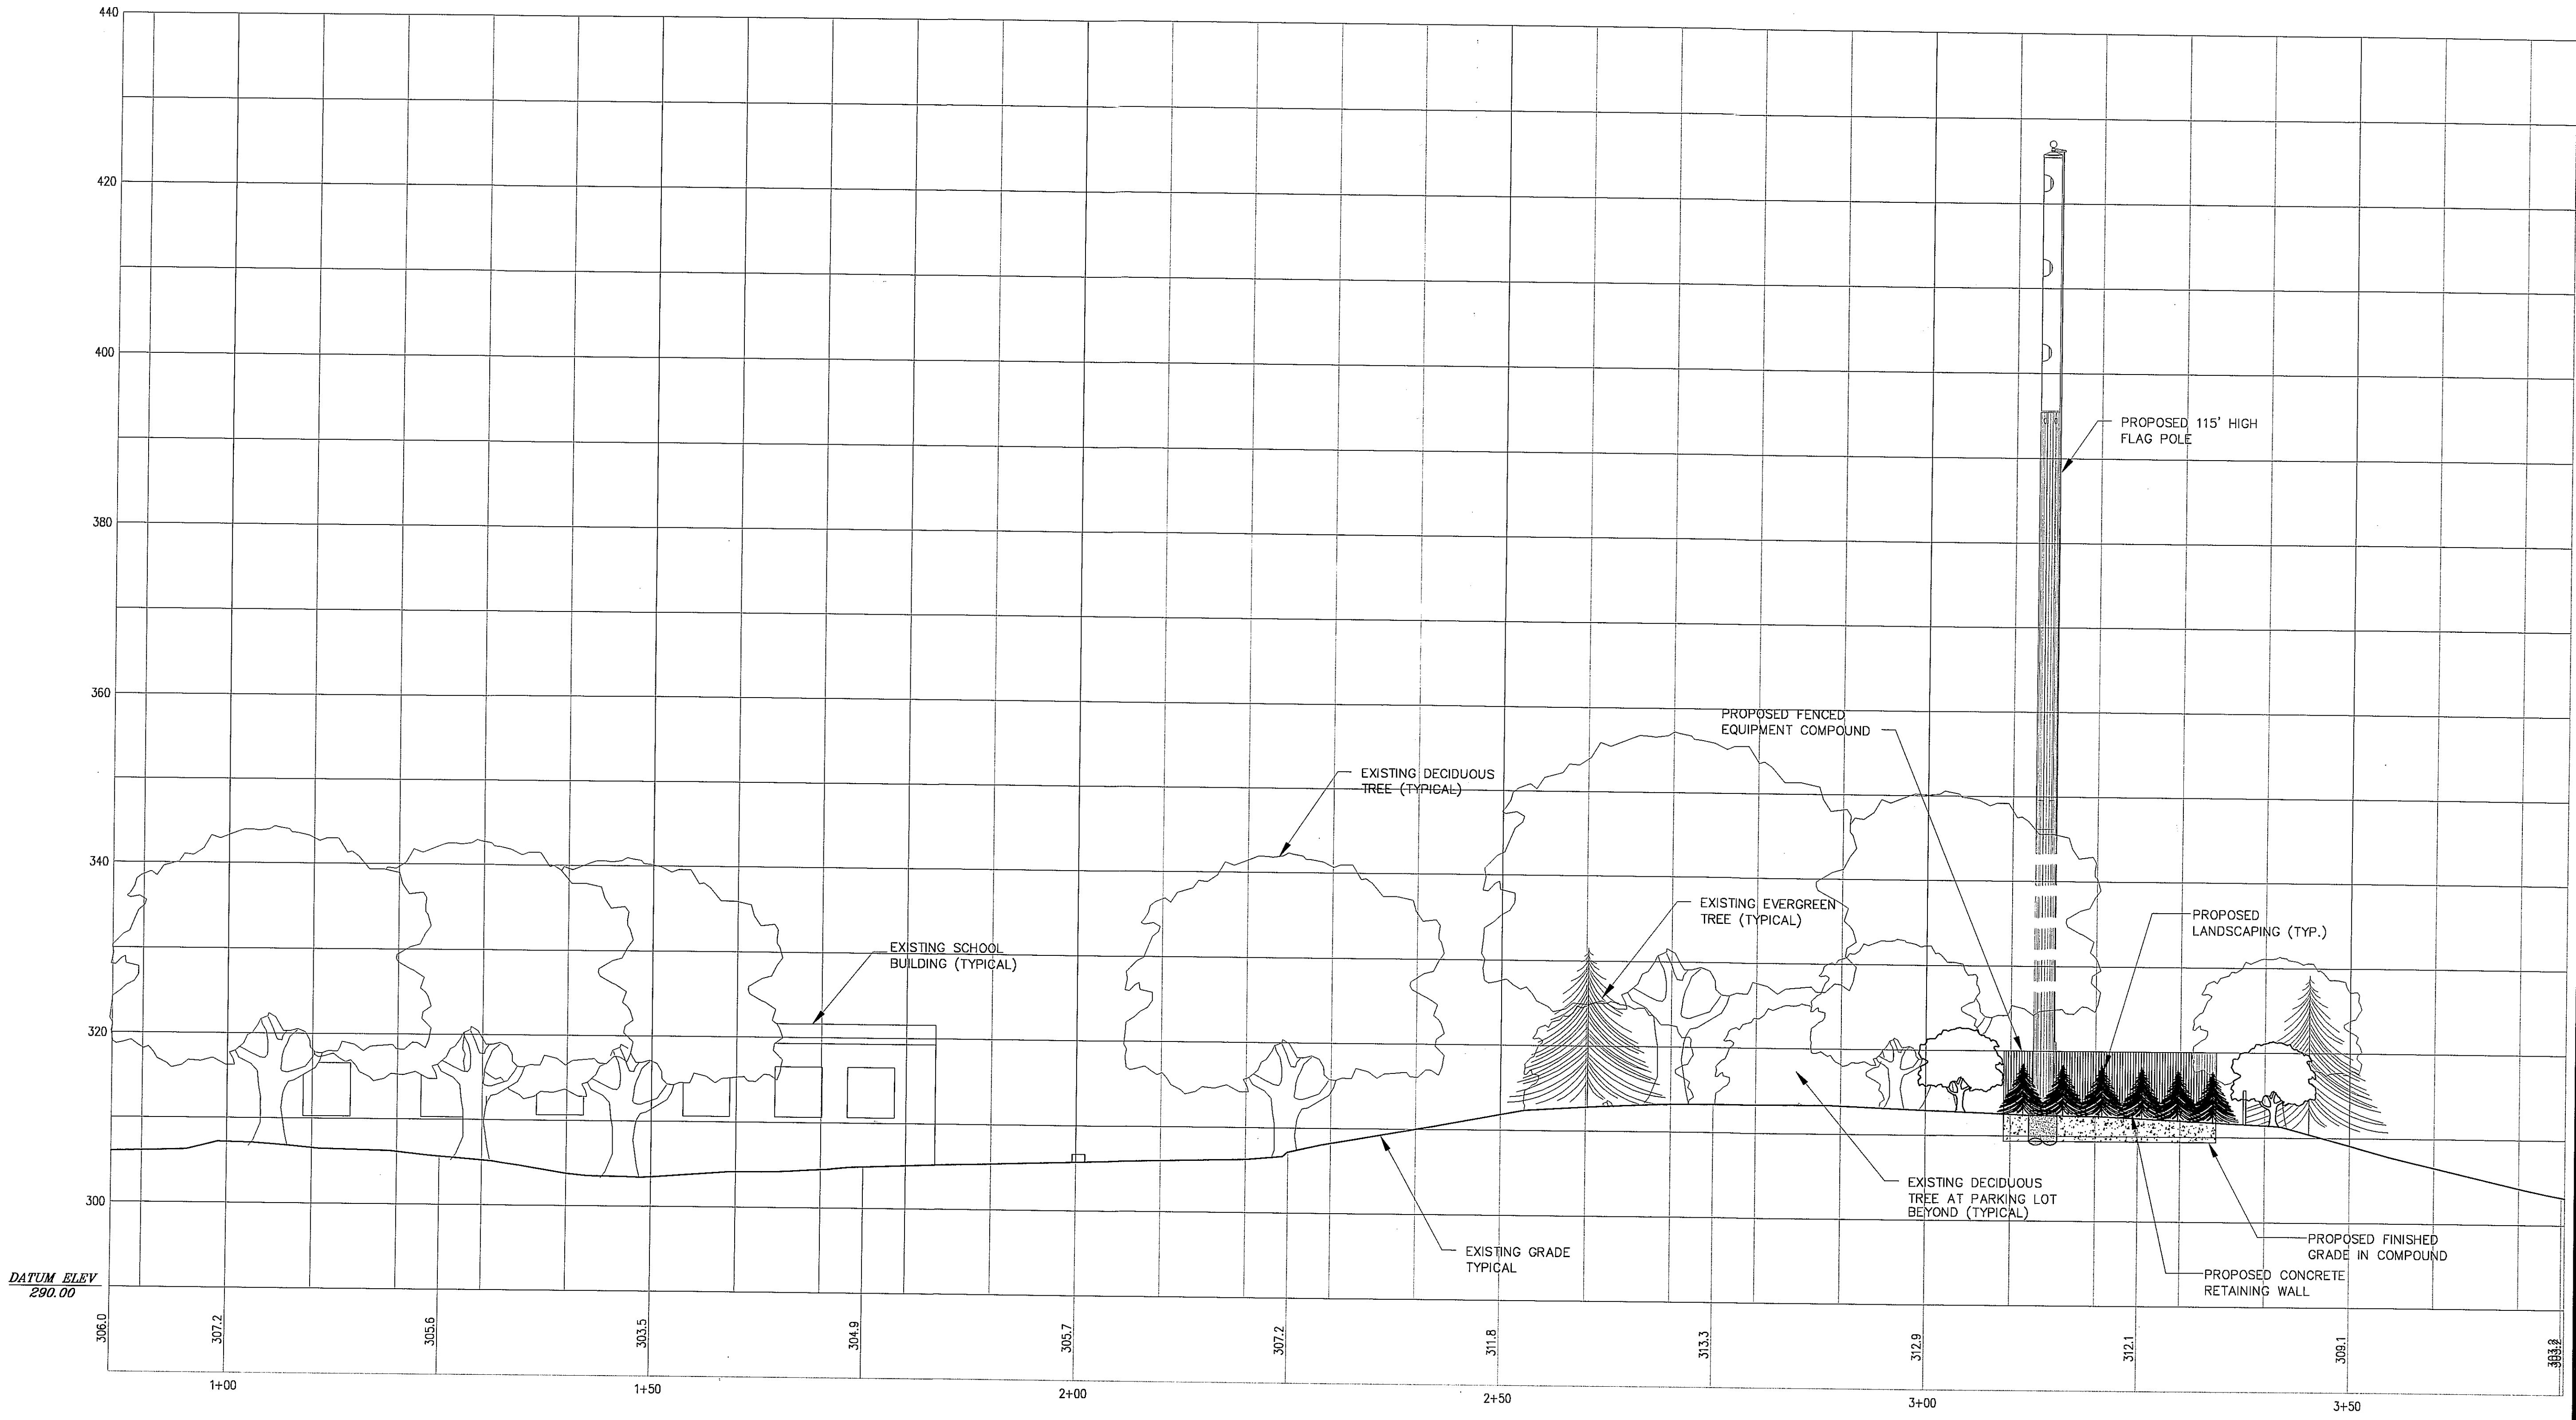 440
420
400
380
360
340
320
300
DATUM ELEV
290.00
PROPOSED 115' HIGH
FLAG POLE
PROPOSED FENCED
EQUIPMENT COMPOUND
EXISTING DECIDUOUS
TREE (TYPICAL)
EXISTING EVERGREEN
TREE (TYPICAL)
PROPOSED
LANDSCAPING (TYP.)
EXISTING SCHOOL
BUILDING (TYPICAL)
EXISTING DECIDUOUS
TREE AT PARKING LOT
BEYOND (TYPICAL)
EXISTING GRADE
TYPICAL
PROPOSED FINISHED
GRADE IN COMPOUND
PROPOSED CONCRETE
RETAINING WALL
306.0
307.2
305.6
303.5
304.9
305.7
307.2
311.8
313.3
312.9
312.1
309.1
1+00
1+50
2+00
2+50
3+00
3+50